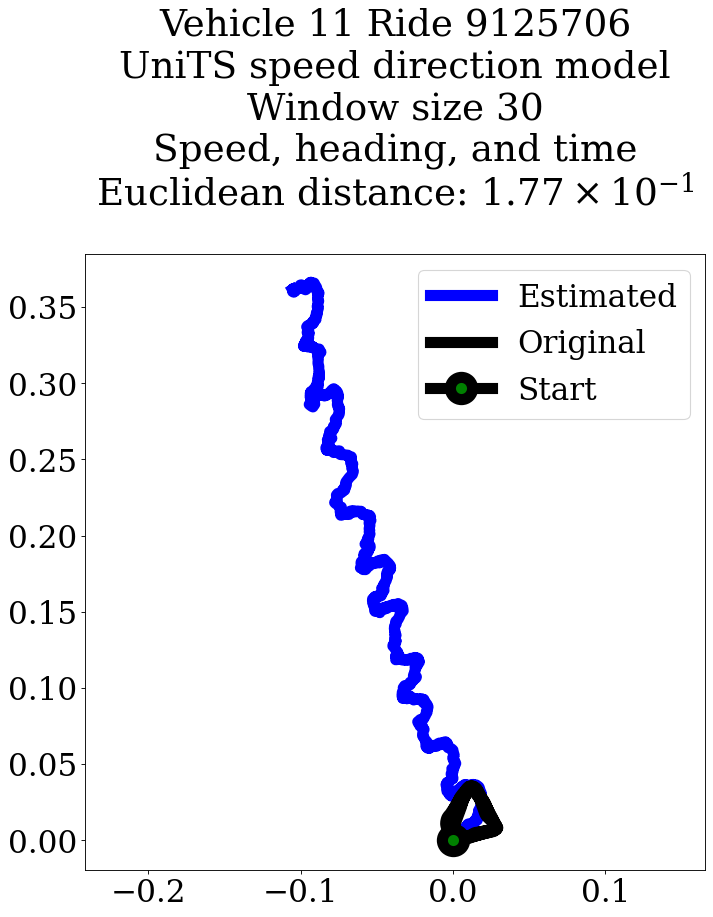 Vehicle 11 Ride 9125706
UniTS speed direction model
Window size 30
Speed, heading, and time
Euclidean distance: 1.77 × 10⁻¹
Estimated
Original
Start
0.35
0.30
0.25
0.20
0.15
0.10
0.05
0.00
−0.2
−0.1
0.0
0.1